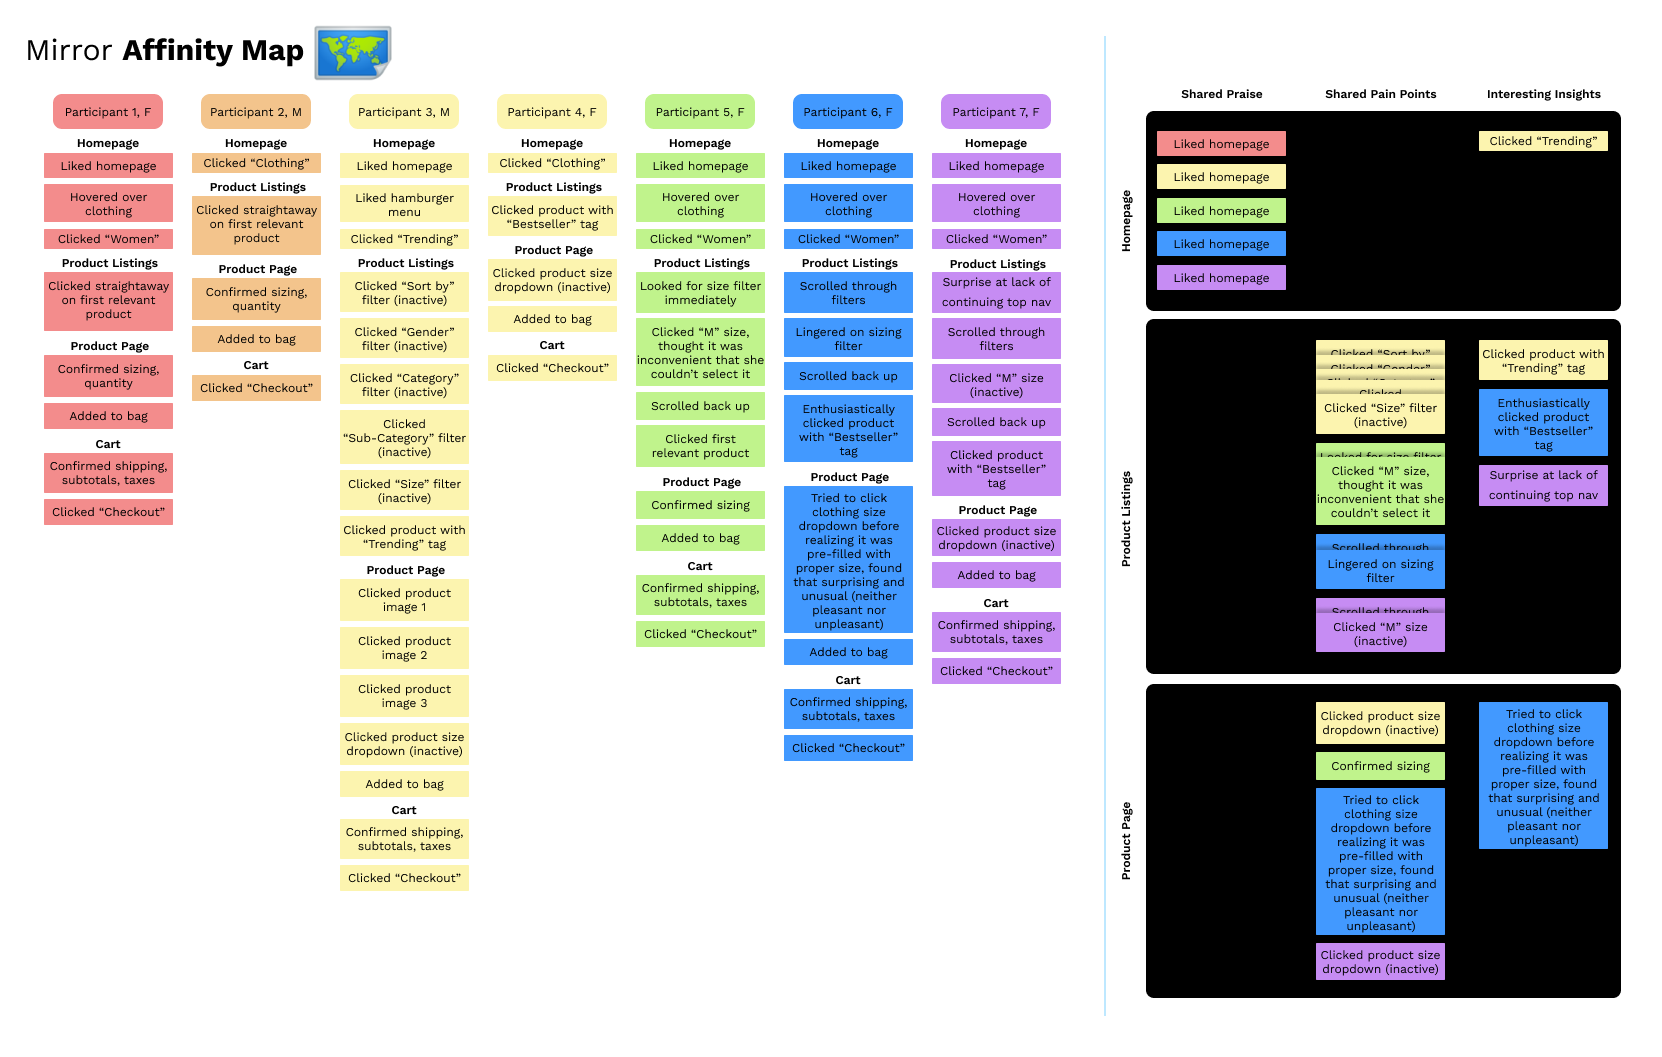 Mirror Affinity Map
Participant 1, F
Homepage
Liked homepage
Hovered over
clothing
Clicked “Women”
Product Listings
Clicked straightaway
on first relevant
product
Product Page
Confirmed sizing,
quantity
Added to bag
Cart
Confirmed shipping,
subtotals, taxes
Clicked “Checkout”
Participant 2, M
Homepage
Clicked “Clothing”
Product Listings
Clicked straightaway
on first relevant
product
Product Page
Confirmed sizing,
quantity
Added to bag
Cart
Clicked “Checkout”
Participant 3, M
Homepage
Liked homepage
Liked hamburger
menu
Clicked “Trending”
Product Listings
Clicked “Sort by”
filter (inactive)
Clicked “Gender”
filter (inactive)
Clicked “Category”
filter (inactive)
Clicked
“Sub-Category” filter
(inactive)
Clicked “Size” filter
(inactive)
Clicked product with
“Trending” tag
Product Page
Clicked product
image 1
Clicked product
image 2
Clicked product
image 3
Clicked product size
dropdown (inactive)
Added to bag
Cart
Confirmed shipping,
subtotals, taxes
Clicked “Checkout”
Participant 4, F
Homepage
Clicked “Clothing”
Product Listings
Clicked product with
“Bestseller” tag
Product Page
Clicked product size
dropdown (inactive)
Added to bag
Cart
Clicked “Checkout”
Participant 5, F
Homepage
Liked homepage
Hovered over
clothing
Clicked “Women”
Product Listings
Looked for size filter
immediately
Clicked “M” size,
thought it was
inconvenient that she
couldn’t select it
Scrolled back up
Clicked first
relevant product
Product Page
Confirmed sizing
Added to bag
Cart
Confirmed shipping,
subtotals, taxes
Clicked “Checkout”
Participant 6, F
Homepage
Liked homepage
Hovered over
clothing
Clicked “Women”
Product Listings
Scrolled through
filters
Lingered on sizing
filter
Scrolled back up
Enthusiastically
clicked product
with “Bestseller”
tag
Product Page
Tried to click
clothing size
dropdown before
realizing it was
pre-filled with
proper size, found
that surprising and
unusual (neither
pleasant nor
unpleasant)
Added to bag
Cart
Confirmed shipping,
subtotals, taxes
Clicked “Checkout”
Participant 7, F
Homepage
Liked homepage
Hovered over
clothing
Clicked “Women”
Product Listings
Surprise at lack of
continuing top nav
Scrolled through
filters
Clicked “M” size
(inactive)
Scrolled back up
Clicked product
with “Bestseller”
tag
Product Page
Clicked product size
dropdown (inactive)
Added to bag
Cart
Confirmed shipping,
subtotals, taxes
Clicked “Checkout”
Shared Praise
Shared Pain Points
Interesting Insights
Homepage
Liked homepage
Liked homepage
Liked homepage
Liked homepage
Liked homepage
Clicked “Trending”
Product Listings
Clicked “Sort by”
Clicked “Gender”
Clicked
Clicked “Size” filter
(inactive)
Looked for size filter
Clicked “M” size,
thought it was
inconvenient that she
couldn’t select it
Scrolled through
Lingered on sizing
filter
Scrolled through
Clicked “M” size
(inactive)
Clicked product with
“Trending” tag
Enthusiastically
clicked product
with “Bestseller”
tag
Surprise at lack of
continuing top nav
Product Page
Clicked product size
dropdown (inactive)
Confirmed sizing
Tried to click
clothing size
dropdown before
realizing it was
pre-filled with
proper size, found
that surprising and
unusual (neither
pleasant nor
unpleasant)
Clicked product size
dropdown (inactive)
Tried to click
clothing size
dropdown before
realizing it was
pre-filled with
proper size, found
that surprising and
unusual (neither
pleasant nor
unpleasant)